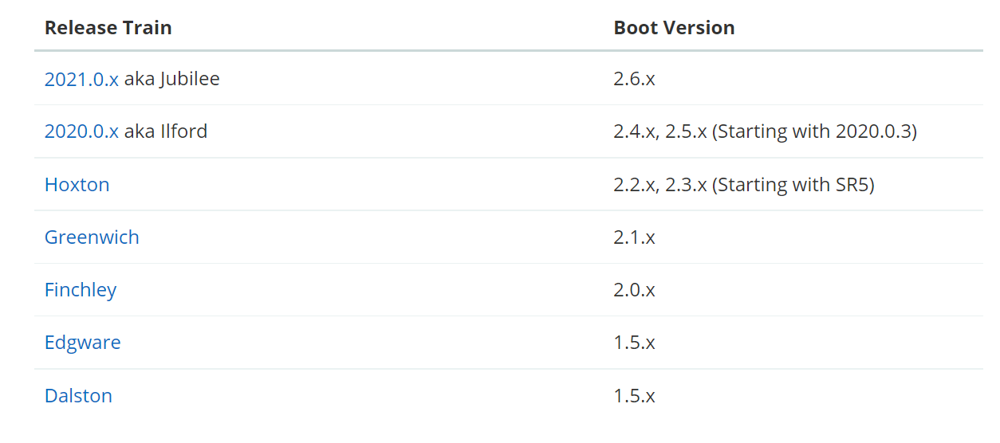 Release Train Boot Version
2021.0.x aka Jubilee 2.6.x
2020.0.x aka Ilford 2.4.x, 2.5.x (Starting with 2020.0.3)
Hoxton 2.2.x, 2.3.x (Starting with SR5)
Greenwich 2.1.x
Finchley 2.0.x
Edgware 1.5.x
Dalston 1.5.x